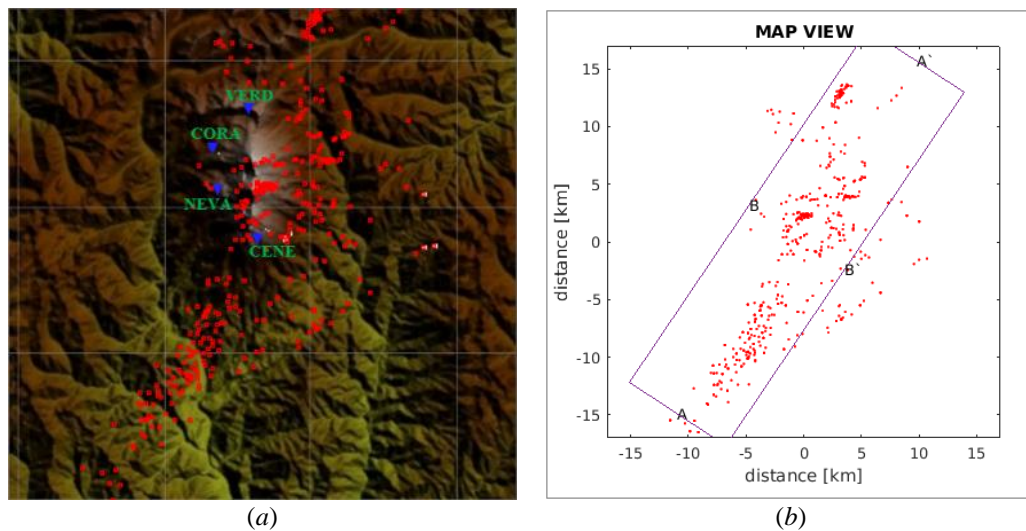 VERD
CORA
NEVA
CENE
(a)
MAP VIEW
A`
B
B`
A
15
10
5
0
-5
-10
-15
distance [km]
-15 -10 -5 0 5 10 15
distance [km]
(b)